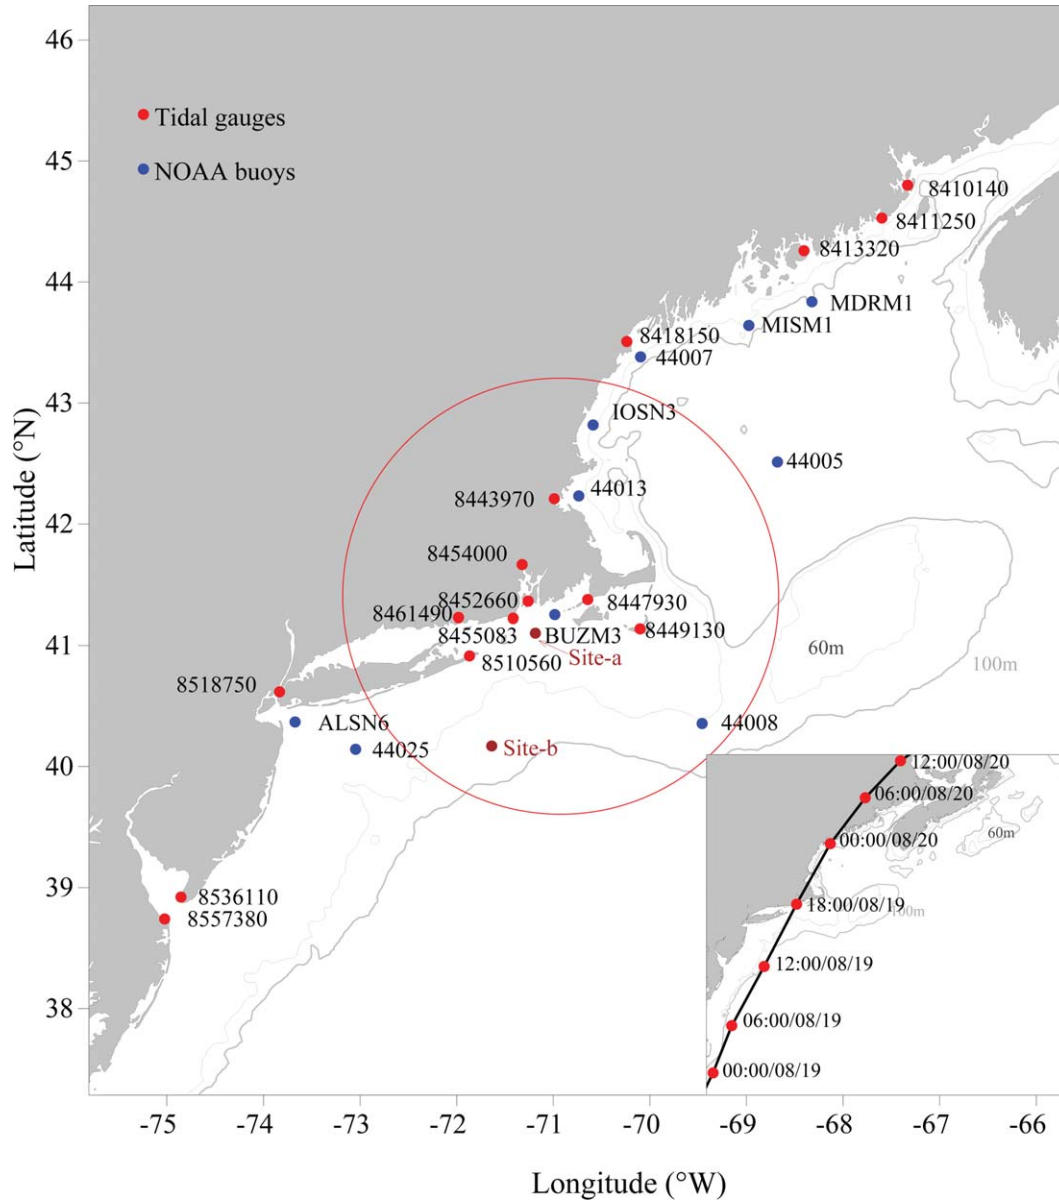 46
Tidal gauges
NOAA buoys
45
8410140
8411250
8413320
44
MDRM1
MISM1
8418150
44007
43
IOSN3
44005
44013
8443970
42
8454000
8452660
8447930
8461490
8455083
BUZM3
8449130
41
Site-a
8510560
60m
100m
8518750
ALSN6
44008
44025
Site-b
40
12:00/08/20
06:00/08/20
60m
00:00/08/20
18:00/08/19
100m
12:00/08/19
06:00/08/19
00:00/08/19
39
8536110
8557380
38
Latitude (°N)
-75 -74 -73 -72 -71 -70 -69 -68 -67 -66
Longitude (°W)